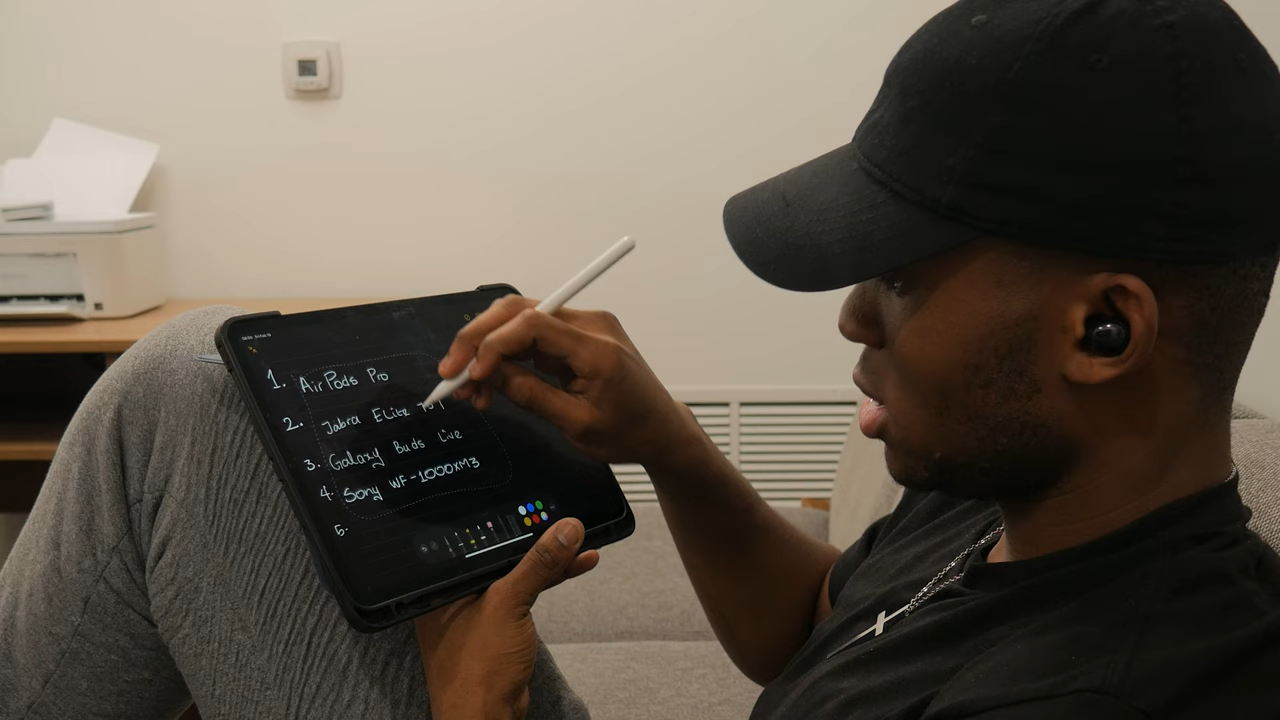 1. AirPods Pro
2. Jabra ELite
3. Galaxy Buds Live
4. Sony WF-1000XM3
5.